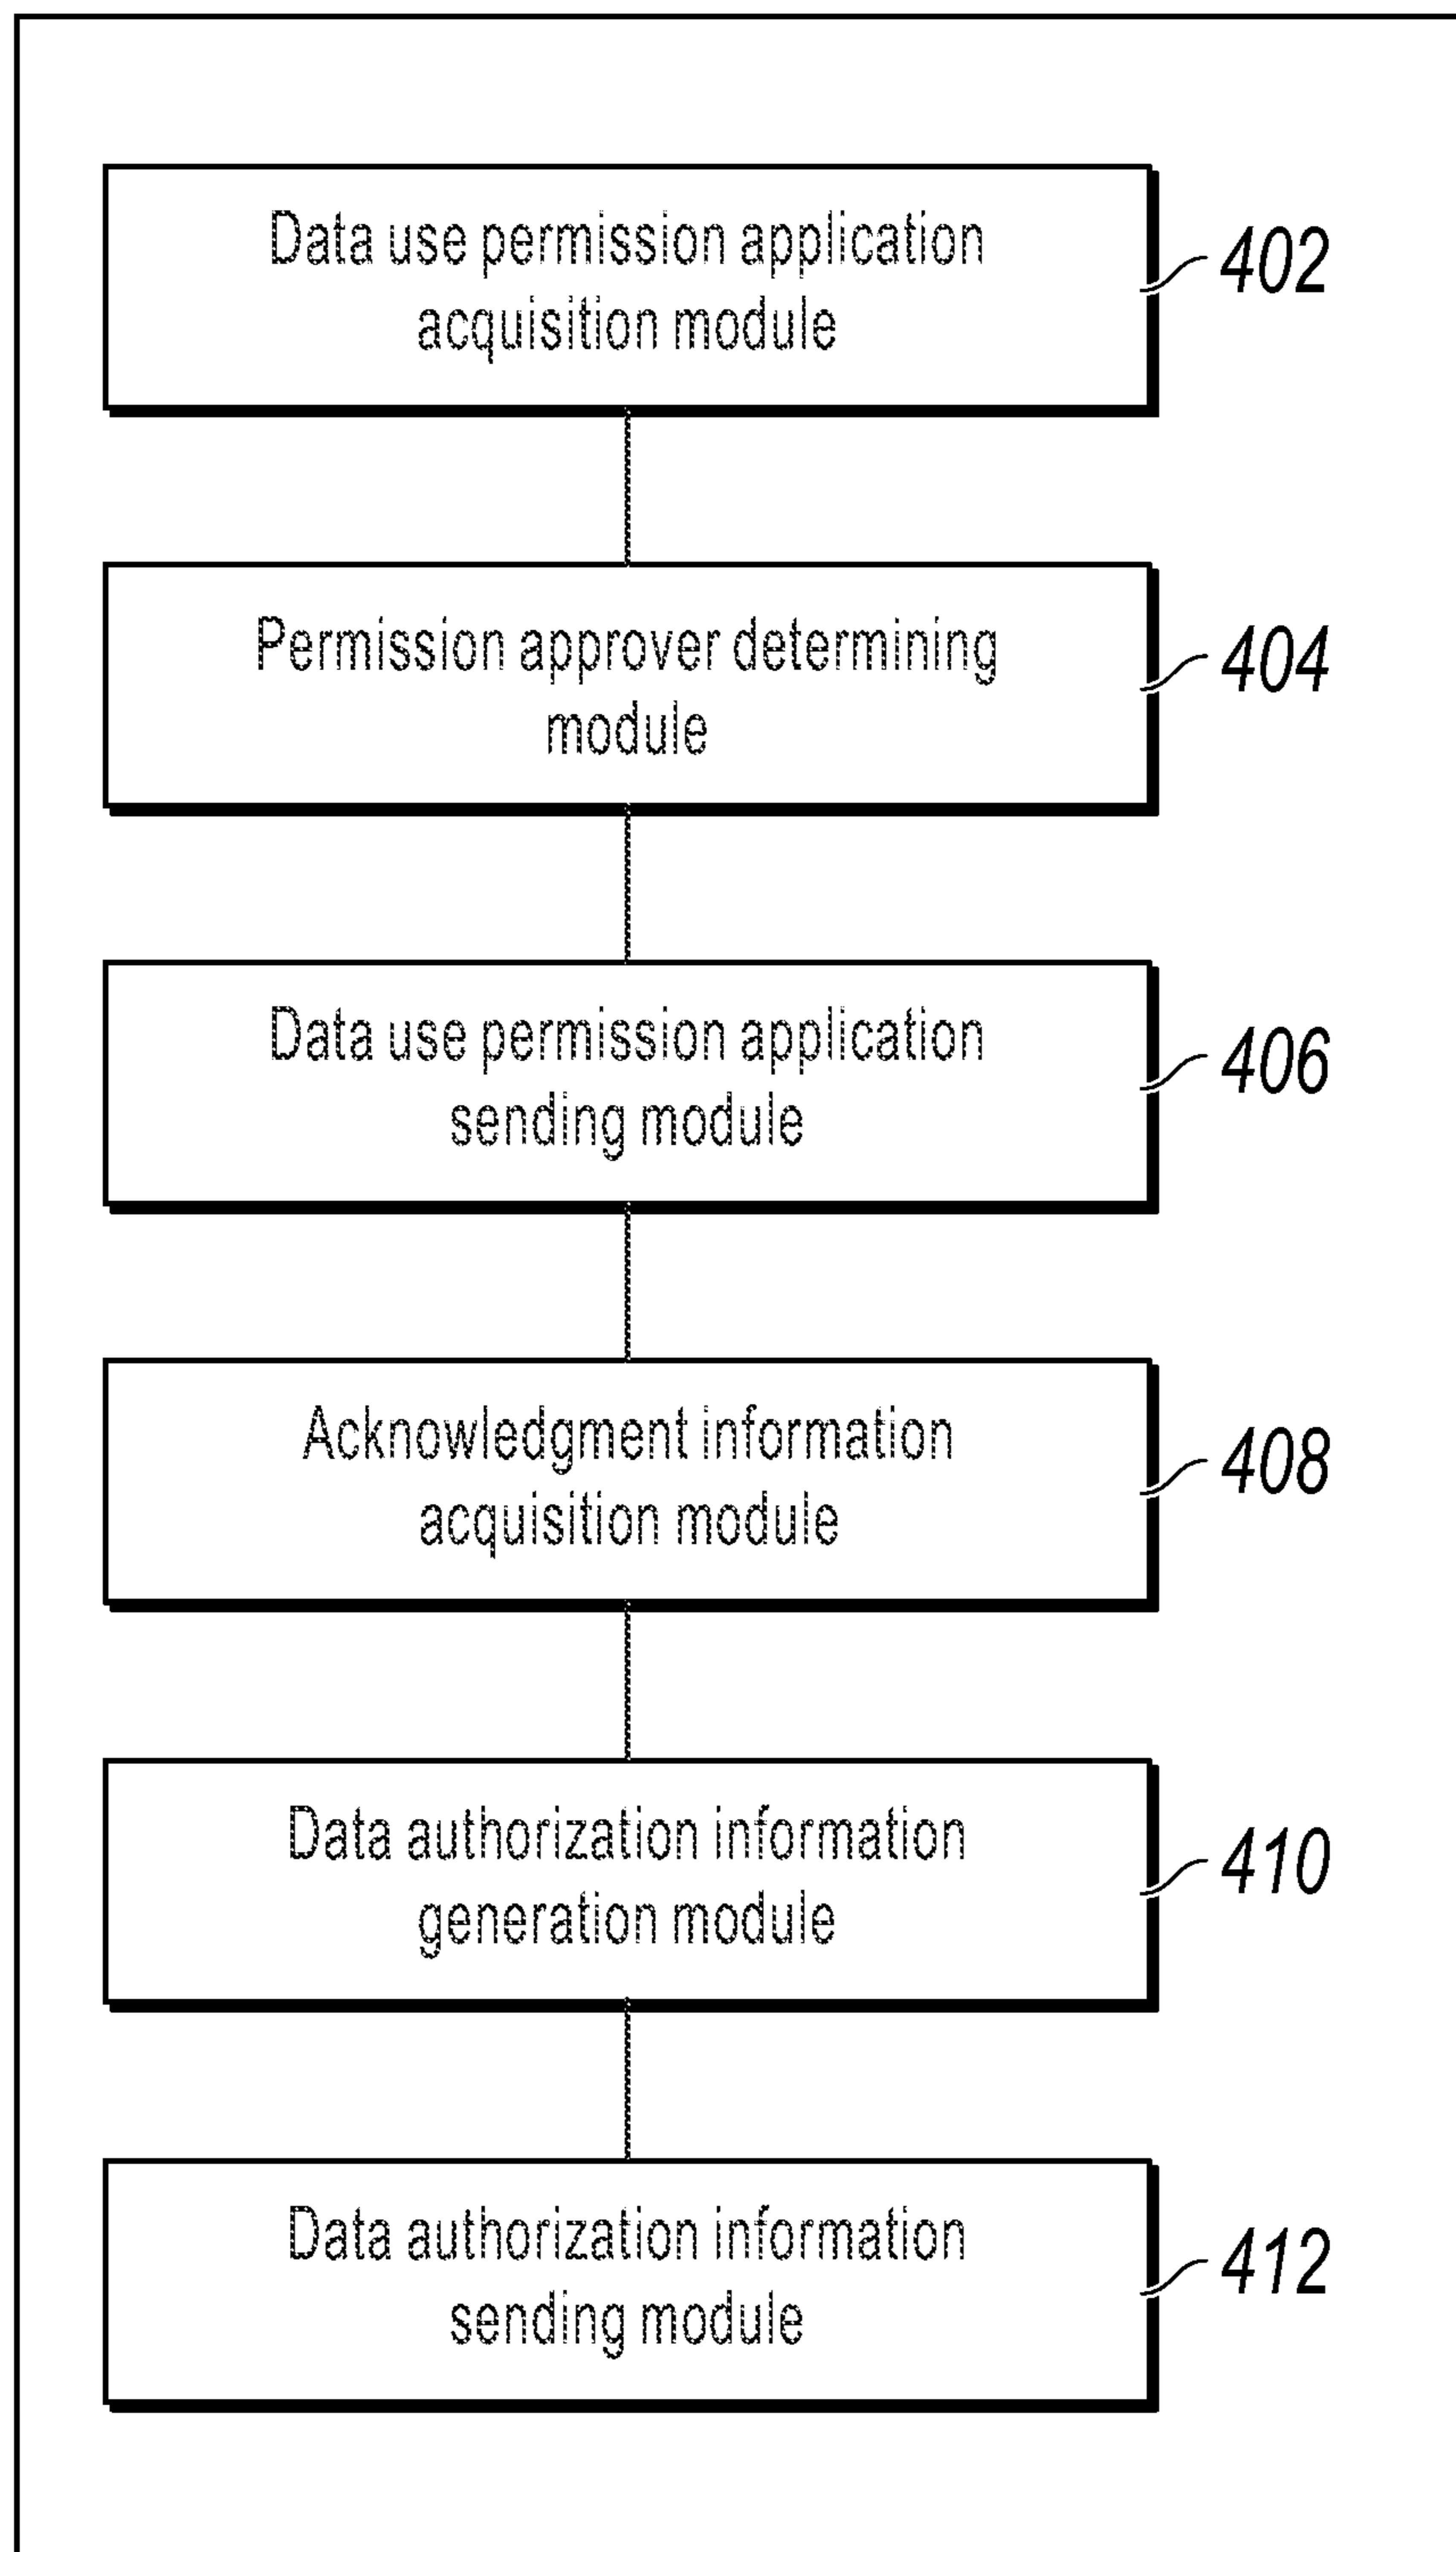 Data use permission application
acquisition module
402
Permission approver determining
module
404
Data use permission application
sending module
406
Acknowledgment information
acquisition module
408
Data authorization information
generation module
410
Data authorization information
sending module
412